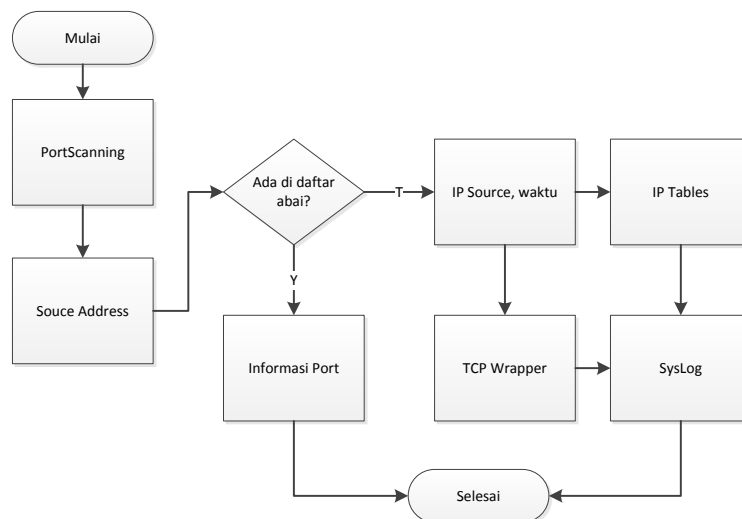 Mulai
PortScanning
Souce Address
Ada di daftar
abai?
T
IP Source, waktu
IP Tables
Y
Informasi Port
TCP Wrapper
SysLog
Selesai